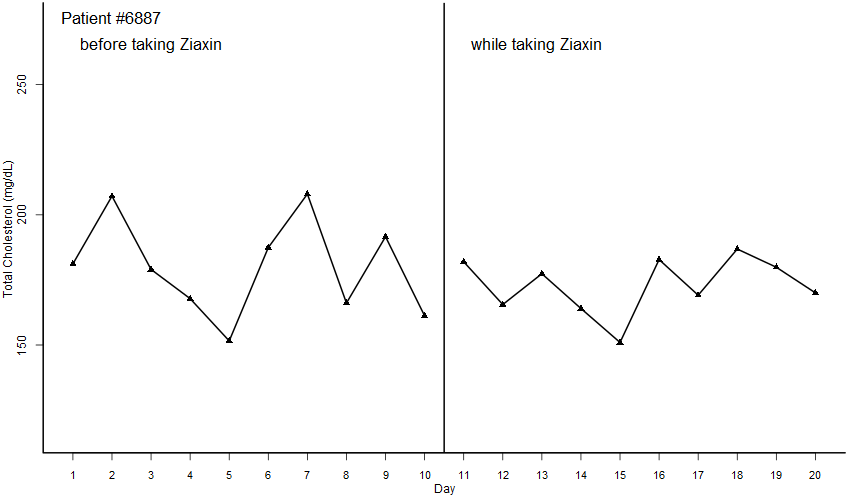 Patient #6887
before taking Ziaxin
while taking Ziaxin
Total Cholesterol (mg/dL)
250
200
150
1 2 3 4 5 6 7 8 9 10 11 12 13 14 15 16 17 18 19 20
Day